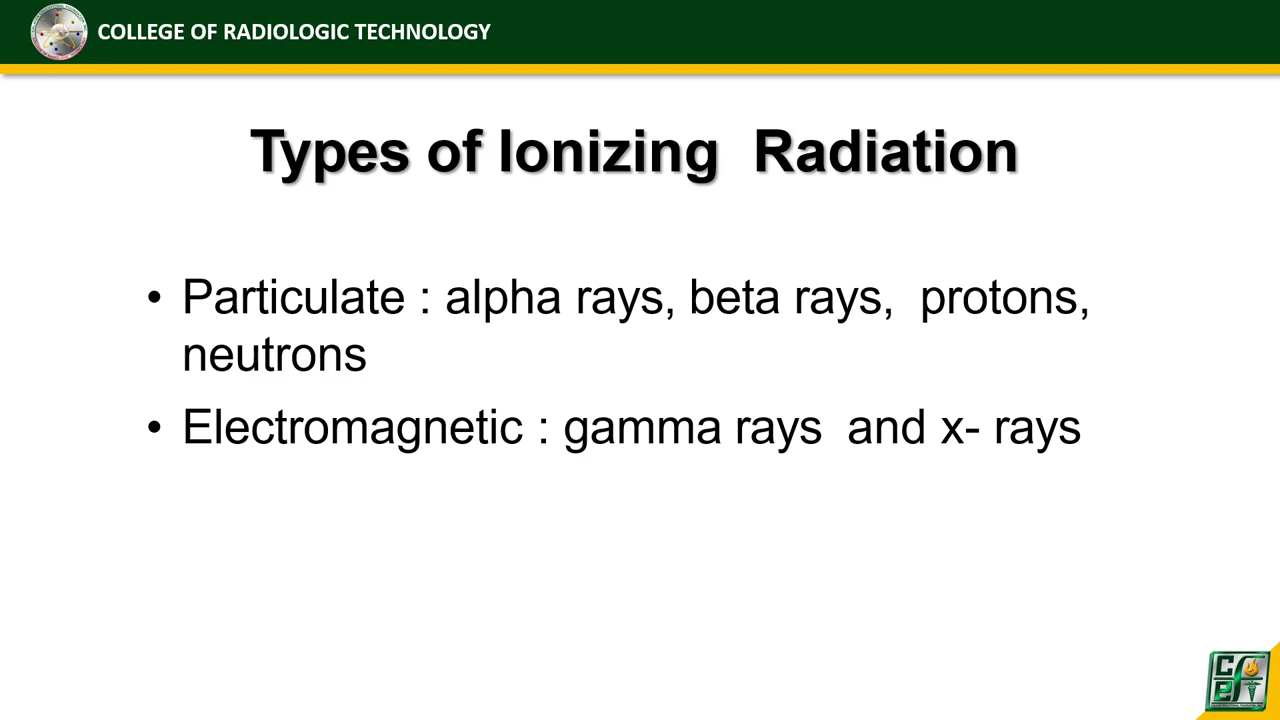 COLLEGE OF RADIOLOGIC TECHNOLOGY
Types of Ionizing  Radiation
• Particulate : alpha rays, beta rays,  protons,
neutrons
• Electromagnetic : gamma rays  and x- rays